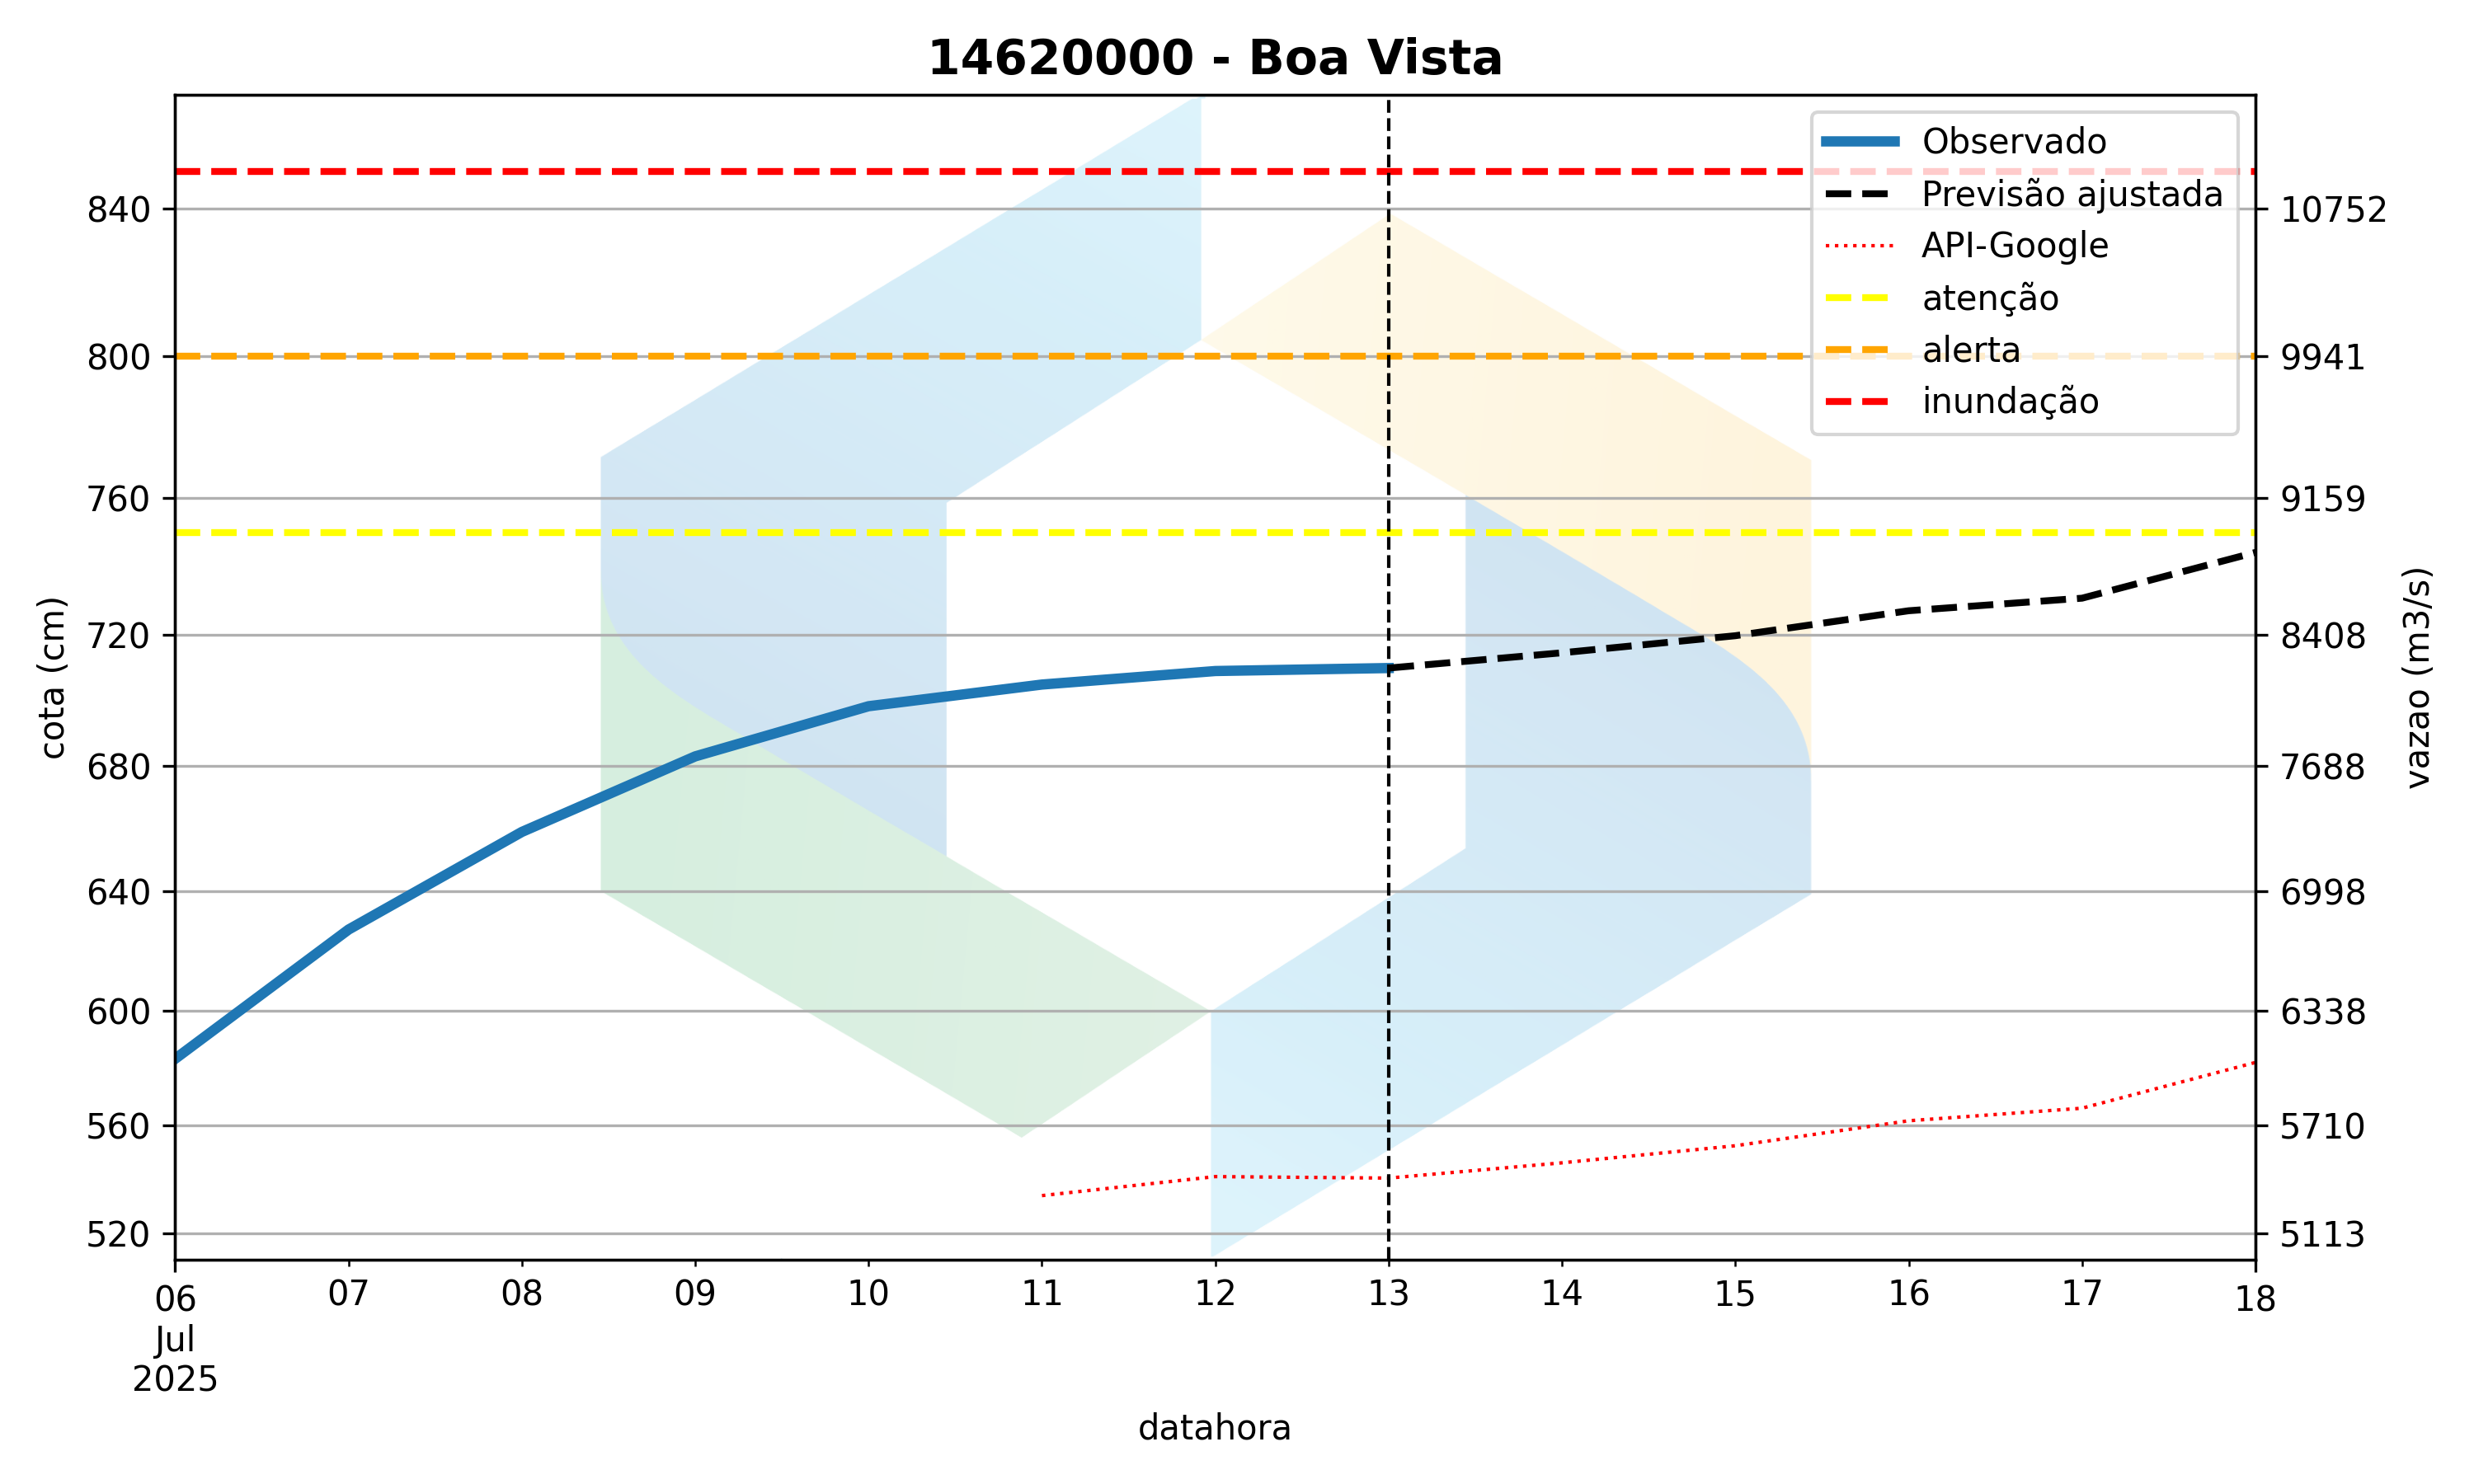 14620000 - Boa Vista
Observado
Previsão ajustada
API-Google
atenção
alerta
inundação
840
800
760
720
680
640
600
560
520
cota (cm)
10752
9941
9159
8408
7688
6998
6338
5710
5113
vazao (m3/s)
06 07 08 09 10 11 12 13 14 15 16 17 18
Jul
2025
datahora